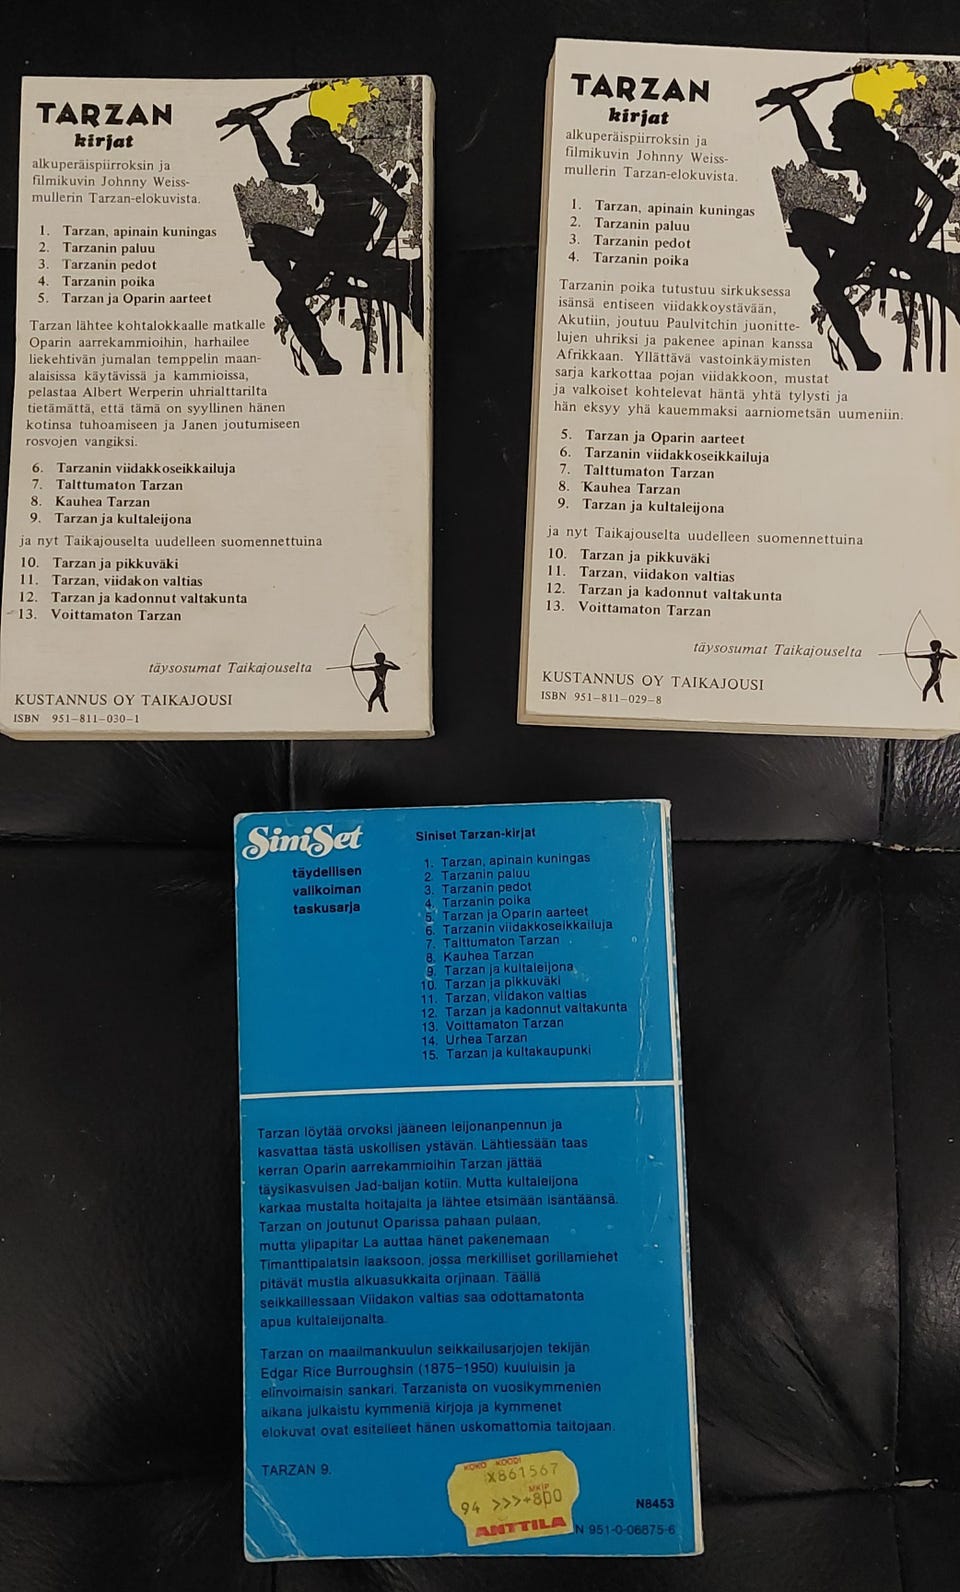 TARZAN
kirjat
alkuperäispiirroksin ja
filmikuvin Johnny Weiss-
mullerin Tarzan-elokuvista.
1. Tarzan, apinain kuningas
2. Tarzanin paluu
3. Tarzanin pedot
4. Tarzanin poika
5. Tarzan ja Oparin aarteet
Tarzan lähtee kohtalokkaalle matkalle
Oparin aarrekammioihin, harhailee
liekehtivän jumalan temppelin maan-
alaisissa käytävissä ja kammioissa,
pelastaa Albert Werperin uhrialttarilta
tietämättä, että tämä on syyllinen hänen
kotinsa tuhoamiseen ja Janen joutumiseen
rosvojen vangiksi.
6. Tarzanin viidakkoseikkailuja
7. Talttumaton Tarzan
8. Kauhea Tarzan
9. Tarzan ja kultaleijona
ja nyt Taikajouselta uudelleen suomennettuina
10. Tarzan ja pikkuväki
11. Tarzan, viidakon valtias
12. Tarzan ja kadonnut valtakunta
13. Voittamaton Tarzan
täysosumat Taikajouselta
KUSTANNUS OY TAIKAJOUSI
ISBN 951-811-030-1
TARZAN
kirjat
alkuperäispiirroksin ja
filmikuvin Johnny Weiss-
mullerin Tarzan-elokuvista.
1. Tarzan, apinain kuningas
2. Tarzanin paluu
3. Tarzanin pedot
4. Tarzanin poika
Tarzanin poika tutustuu sirkuksessa
isänsä entiseen viidakkoystävään,
Akutiin, joutuu Paulvitchin juonitte-
lujen uhriksi ja pakenee apinan kanssa
Afrikkaan. Yllättävä vastoinkäymisten
sarja karkottaa pojan viidakkoon, mustat
ja valkoiset kohtelevat häntä yhtä tylysti ja
hän eksyy yhä kauemmaksi aarniometsän uumeniin.
5. Tarzan ja Oparin aarteet
6. Tarzanin viidakkoseikkailuja
7. Talttumaton Tarzan
8. Kauhea Tarzan
9. Tarzan ja kultaleijona
ja nyt Taikajouselta uudelleen suomennettuina
10. Tarzan ja pikkuväki
11. Tarzan, viidakon valtias
12. Tarzan ja kadonnut valtakunta
13. Voittamaton Tarzan
täysosumat Taikajouselta
KUSTANNUS OY TAIKAJOUSI
ISBN 951-811-029-8
SiniSet
täydellisen
valikoiman
taskusarja
Siniset Tarzan-kirjat
1. Tarzan, apinain kuningas
2. Tarzanin paluu
3. Tarzanin pedot
4. Tarzanin poika
5. Tarzan ja Oparin aarteet
6. Tarzanin viidakkoseikkailuja
7. Talttumaton Tarzan
8. Kauhea Tarzan
9. Tarzan ja kultaleijona
10. Tarzan ja pikkuväki
11. Tarzan, viidakon valtias
12. Tarzan ja kadonnut valtakunta
13. Voittamaton Tarzan
14. Urhea Tarzan
15. Tarzan ja kultakaupunki
Tarzan löytää orvoksi jääneen leijonanpennun ja
kasvattaa tästä uskollisen ystävän. Lähtiessään taas
kerran Oparin aarrekammioihin Tarzan jättää
täysikasvuisen Jad-baljan kotiin. Mutta kultaleijona
karkaa mustalta hoitajalta ja lähtee etsimään isäntäänsä.
Tarzan on joutunut Oparissa pahaan pulaan,
mutta ylipapitar La auttaa hänet pakenemaan
Timanttipalatsin laaksoon, jossa merkilliset gorillamiehet
pitävät mustia alkuasukkaita orjinaan. Täällä
seikkaillessaan Viidakon valtias saa odottamatonta
apua kultaleijonalta.
Tarzan on maailmankuulun seikkailusarjojen tekijän
Edgar Rice Burroughsin (1875-1950) kuuluisin ja
elinvoimaisin sankari. Tarzanista on vuosikymmenien
aikana julkaistu kymmeniä kirjoja ja kymmenet
elokuvat ovat esitelleet hänen uskomattomia taitojaan.
TARZAN 9.
KOKO KOODI
X861567
MK/P
94 >>>+800
ANTTILA
N8453
N 951-0-06875-6